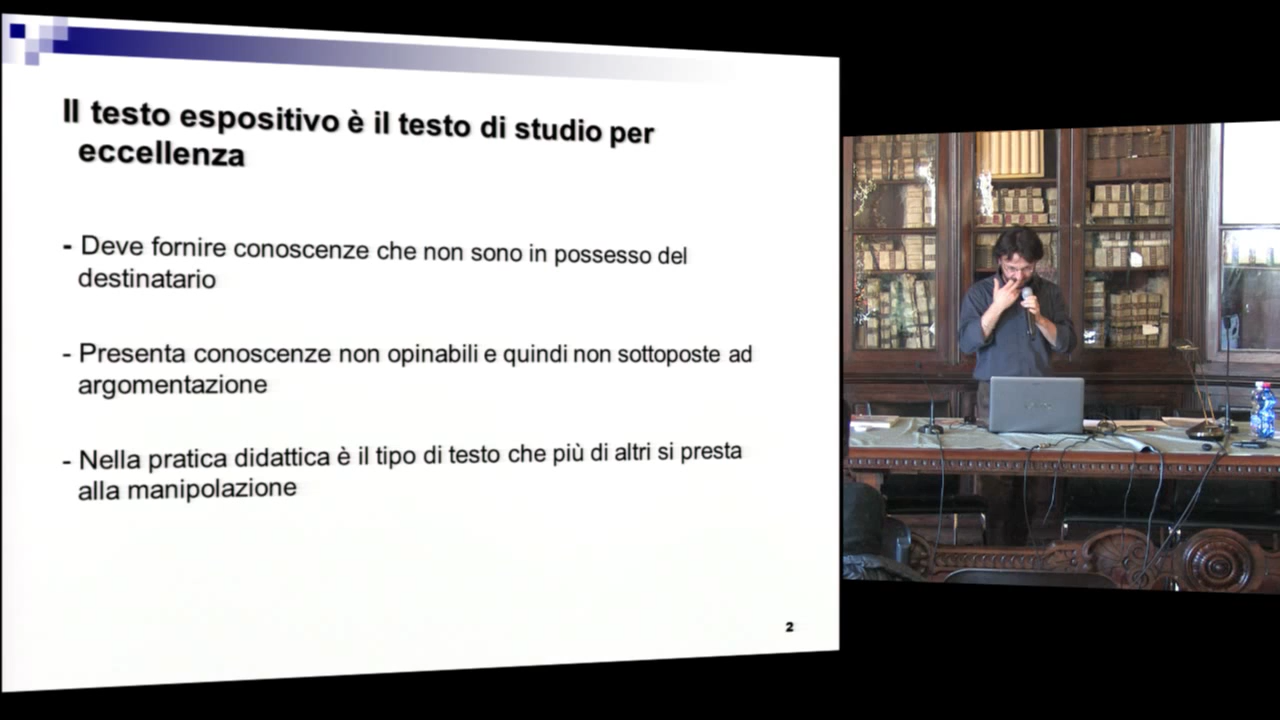 Il testo espositivo è il testo di studio per
eccellenza
- Deve fornire conoscenze che non sono in possesso del
destinatario
- Presenta conoscenze non opinabili e quindi non sottoposte ad
argomentazione
- Nella pratica didattica è il tipo di testo che più di altri si presta
alla manipolazione
2